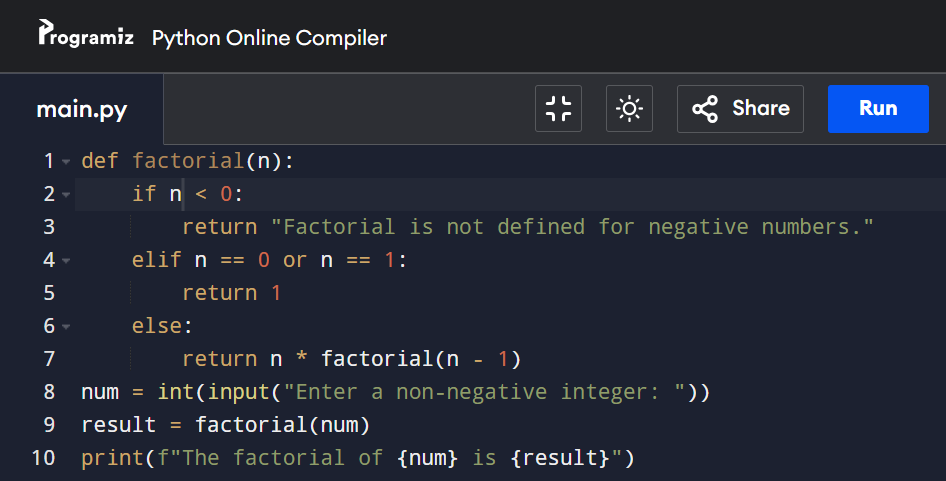 Programiz Python Online Compiler
main.py Share Run
1 def factorial(n):
2     if n < 0:
3         return "Factorial is not defined for negative numbers."
4     elif n == 0 or n == 1:
5         return 1
6     else:
7         return n * factorial(n - 1)
8 num = int(input("Enter a non-negative integer: "))
9 result = factorial(num)
10 print(f"The factorial of {num} is {result}")